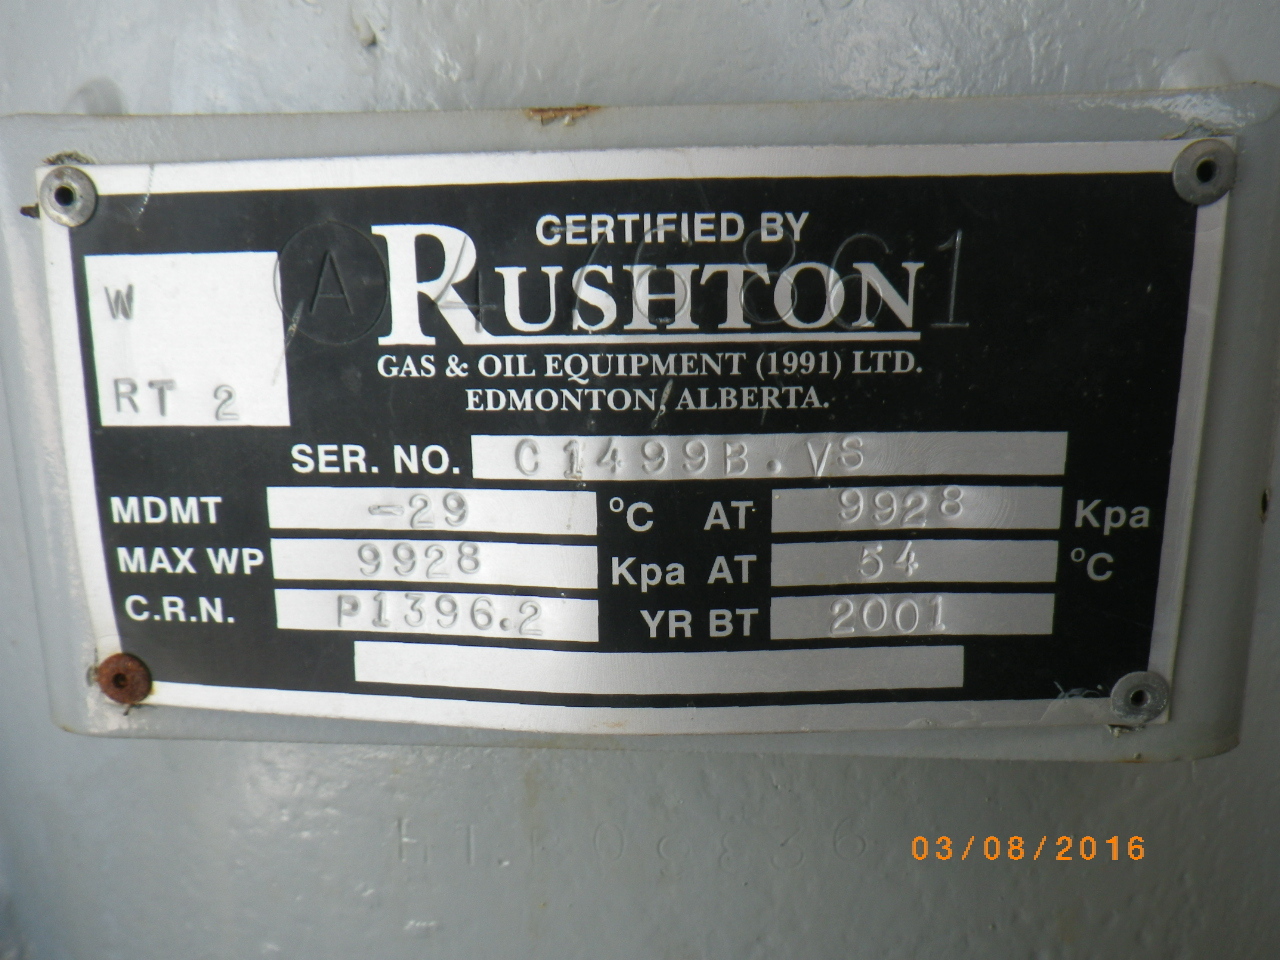 CERTIFIED BY
RUSHTON
GAS & OIL EQUIPMENT (1991) LTD.
EDMONTON, ALBERTA.
A 476861
W
RT 2
SER. NO. C1499B.VS
MDMT -29 °C AT 9928 Kpa
MAX WP 9928 Kpa AT 54 °C
C.R.N. P1396.2 YR BT 2001
03/08/2016